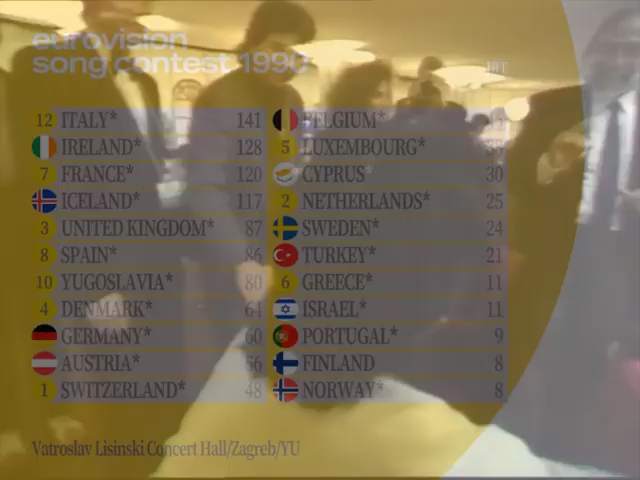 eurovision
song contest 1990
12 ITALY* 141
IRELAND* 128
7 FRANCE* 120
ICELAND* 117
3 UNITED KINGDOM* 87
8 SPAIN* 86
10 YUGOSLAVIA* 80
4 DENMARK* 64
GERMANY* 60
AUSTRIA* 56
1 SWITZERLAND* 48
BELGIUM*
5 LUXEMBOURG*
CYPRUS* 30
2 NETHERLANDS* 25
SWEDEN* 24
TURKEY* 21
6 GREECE* 11
ISRAEL* 11
PORTUGAL* 9
FINLAND 8
NORWAY* 8
Vatroslav Lisinski Concert Hall/Zagreb/YU